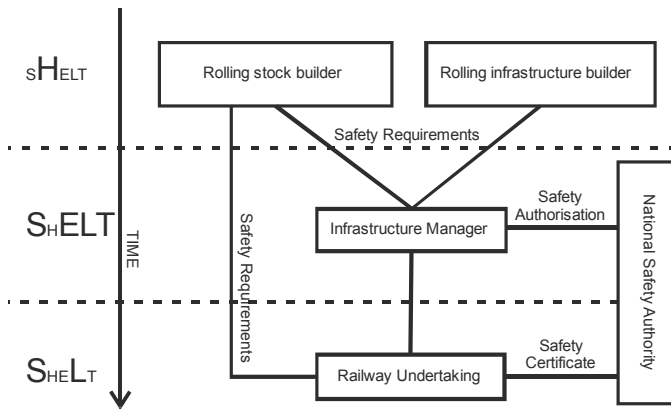 SHELT
Rolling stock builder
Rolling infrastructure builder
Safety Requirements
SHELT
TIME
Safety Requirements
Infrastructure Manager
Safety
Authorisation
National Safety Authority
SHELT
Railway Undertaking
Safety
Certificate